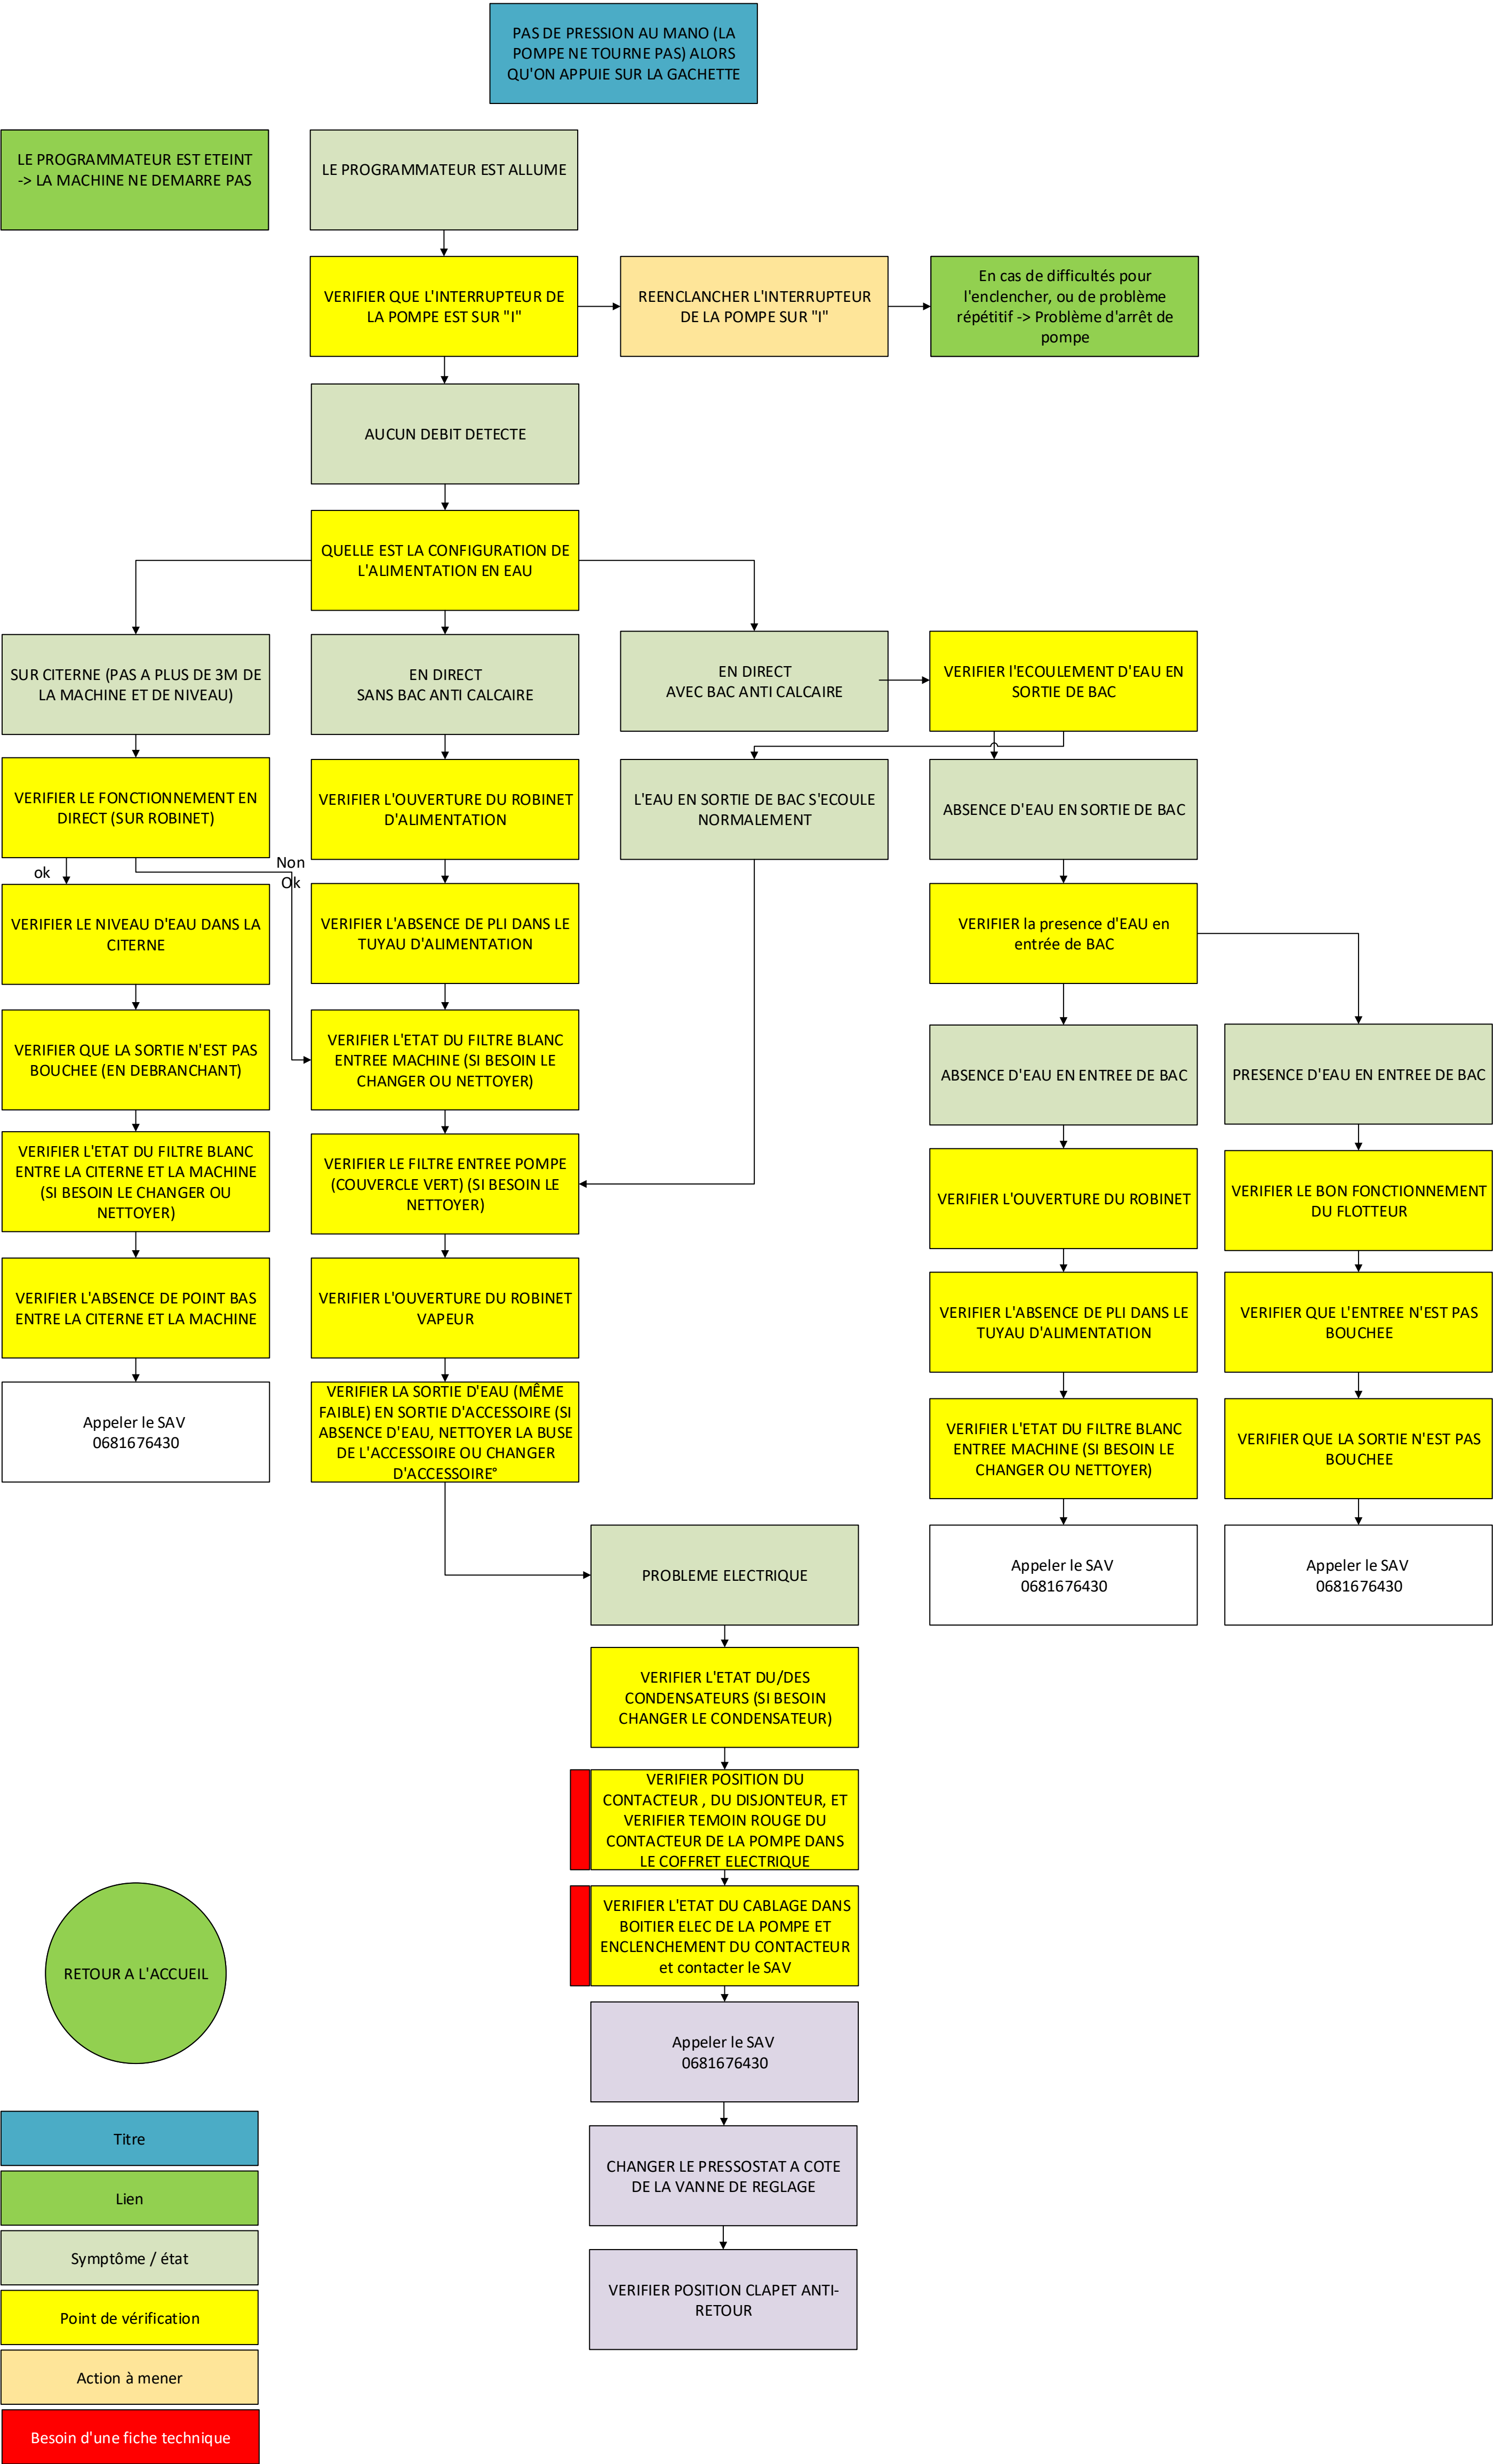 PAS DE PRESSION AU MANO (LA
POMPE NE TOURNE PAS) ALORS
QU'ON APPUIE SUR LA GACHETTE
LE PROGRAMMATEUR EST ETEINT
-> LA MACHINE NE DEMARRE PAS
LE PROGRAMMATEUR EST ALLUME
VERIFIER QUE L'INTERRUPTEUR DE
LA POMPE EST SUR "I"
REENCLANCHER L'INTERRUPTEUR
DE LA POMPE SUR "I"
En cas de difficultés pour
l'enclencher, ou de problème
répétitif -> Problème d'arrêt de
pompe
AUCUN DEBIT DETECTE
QUELLE EST LA CONFIGURATION DE
L'ALIMENTATION EN EAU
SUR CITERNE (PAS A PLUS DE 3M DE
LA MACHINE ET DE NIVEAU)
EN DIRECT
SANS BAC ANTI CALCAIRE
EN DIRECT
AVEC BAC ANTI CALCAIRE
VERIFIER l'ECOULEMENT D'EAU EN
SORTIE DE BAC
VERIFIER LE FONCTIONNEMENT EN
DIRECT (SUR ROBINET)
VERIFIER L'OUVERTURE DU ROBINET
D'ALIMENTATION
L'EAU EN SORTIE DE BAC S'ECOULE
NORMALEMENT
ABSENCE D'EAU EN SORTIE DE BAC
ok
Non
Ok
VERIFIER LE NIVEAU D'EAU DANS LA
CITERNE
VERIFIER L'ABSENCE DE PLI DANS LE
TUYAU D'ALIMENTATION
VERIFIER la presence d'EAU en
entrée de BAC
VERIFIER QUE LA SORTIE N'EST PAS
BOUCHEE (EN DEBRANCHANT)
VERIFIER L'ETAT DU FILTRE BLANC
ENTREE MACHINE (SI BESOIN LE
CHANGER OU NETTOYER)
ABSENCE D'EAU EN ENTREE DE BAC
PRESENCE D'EAU EN ENTREE DE BAC
VERIFIER L'ETAT DU FILTRE BLANC
ENTRE LA CITERNE ET LA MACHINE
(SI BESOIN LE CHANGER OU
NETTOYER)
VERIFIER LE FILTRE ENTREE POMPE
(COUVERCLE VERT) (SI BESOIN LE
NETTOYER)
VERIFIER L'OUVERTURE DU ROBINET
VERIFIER LE BON FONCTIONNEMENT
DU FLOTTEUR
VERIFIER L'ABSENCE DE POINT BAS
ENTRE LA CITERNE ET LA MACHINE
VERIFIER L'OUVERTURE DU ROBINET
VAPEUR
VERIFIER L'ABSENCE DE PLI DANS LE
TUYAU D'ALIMENTATION
VERIFIER QUE L'ENTREE N'EST PAS
BOUCHEE
Appeler le SAV
0681676430
VERIFIER LA SORTIE D'EAU (MÊME
FAIBLE) EN SORTIE D'ACCESSOIRE (SI
ABSENCE D'EAU, NETTOYER LA BUSE
DE L'ACCESSOIRE OU CHANGER
D'ACCESSOIRE°
VERIFIER L'ETAT DU FILTRE BLANC
ENTREE MACHINE (SI BESOIN LE
CHANGER OU NETTOYER)
VERIFIER QUE LA SORTIE N'EST PAS
BOUCHEE
PROBLEME ELECTRIQUE
Appeler le SAV
0681676430
Appeler le SAV
0681676430
VERIFIER L'ETAT DU/DES
CONDENSATEURS (SI BESOIN
CHANGER LE CONDENSATEUR)
VERIFIER POSITION DU
CONTACTEUR , DU DISJONTEUR, ET
VERIFIER TEMOIN ROUGE DU
CONTACTEUR DE LA POMPE DANS
LE COFFRET ELECTRIQUE
VERIFIER L'ETAT DU CABLAGE DANS
BOITIER ELEC DE LA POMPE ET
ENCLENCHEMENT DU CONTACTEUR
et contacter le SAV
RETOUR A L'ACCUEIL
Appeler le SAV
0681676430
CHANGER LE PRESSOSTAT A COTE
DE LA VANNE DE REGLAGE
VERIFIER POSITION CLAPET ANTI-
RETOUR
Titre
Lien
Symptôme / état
Point de vérification
Action à mener
Besoin d'une fiche technique